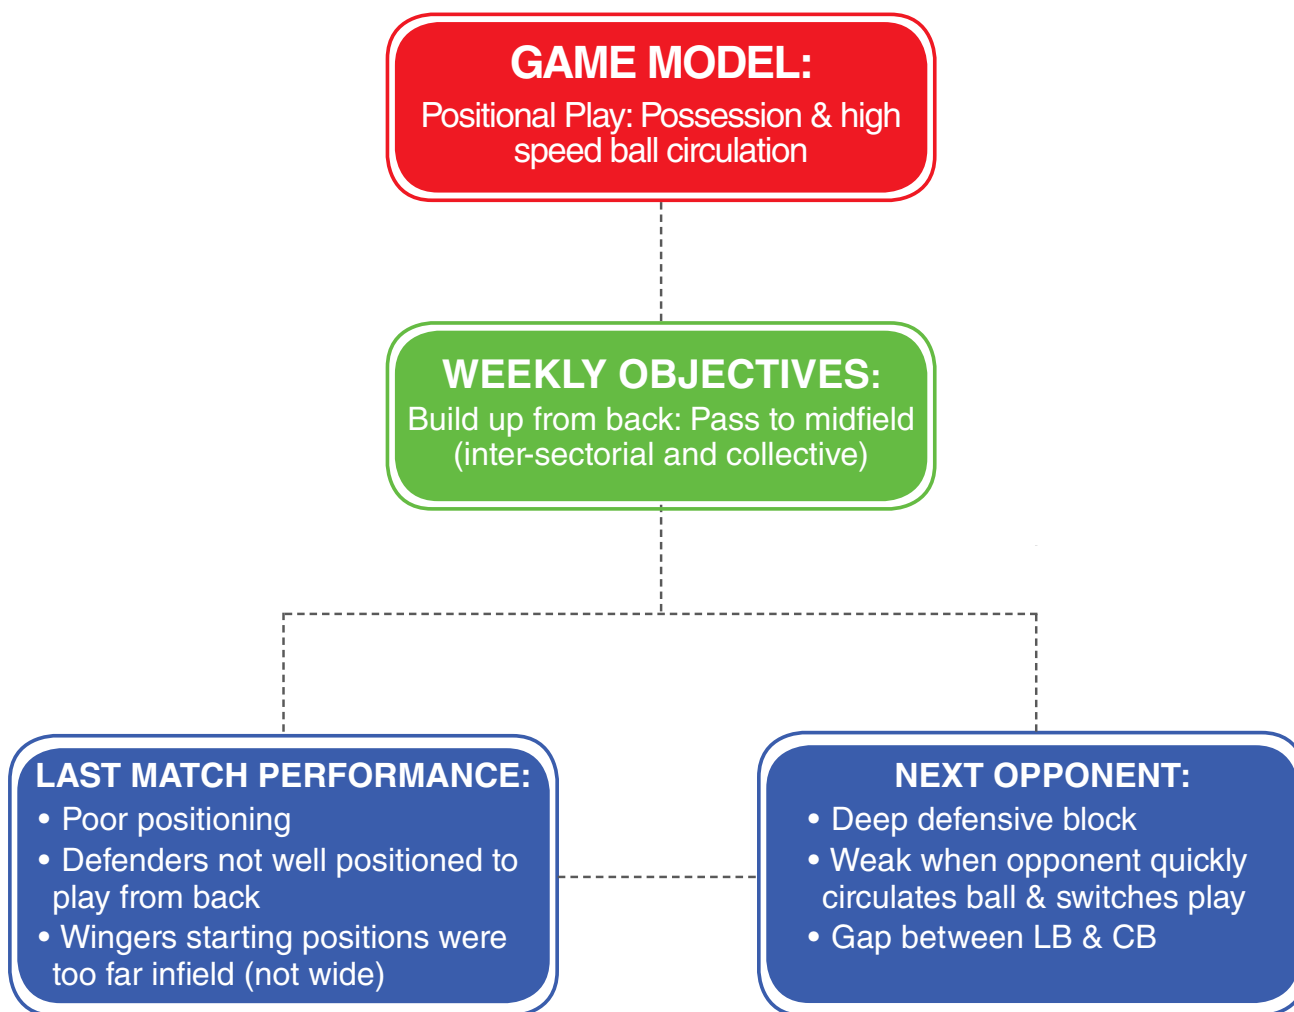 GAME MODEL:
Positional Play: Possession & high
speed ball circulation
WEEKLY OBJECTIVES:
Build up from back: Pass to midfield
(inter-sectorial and collective)
LAST MATCH PERFORMANCE:
• Poor positioning
• Defenders not well positioned to
play from back
• Wingers starting positions were
too far infield (not wide)
NEXT OPPONENT:
• Deep defensive block
• Weak when opponent quickly
circulates ball & switches play
• Gap between LB & CB